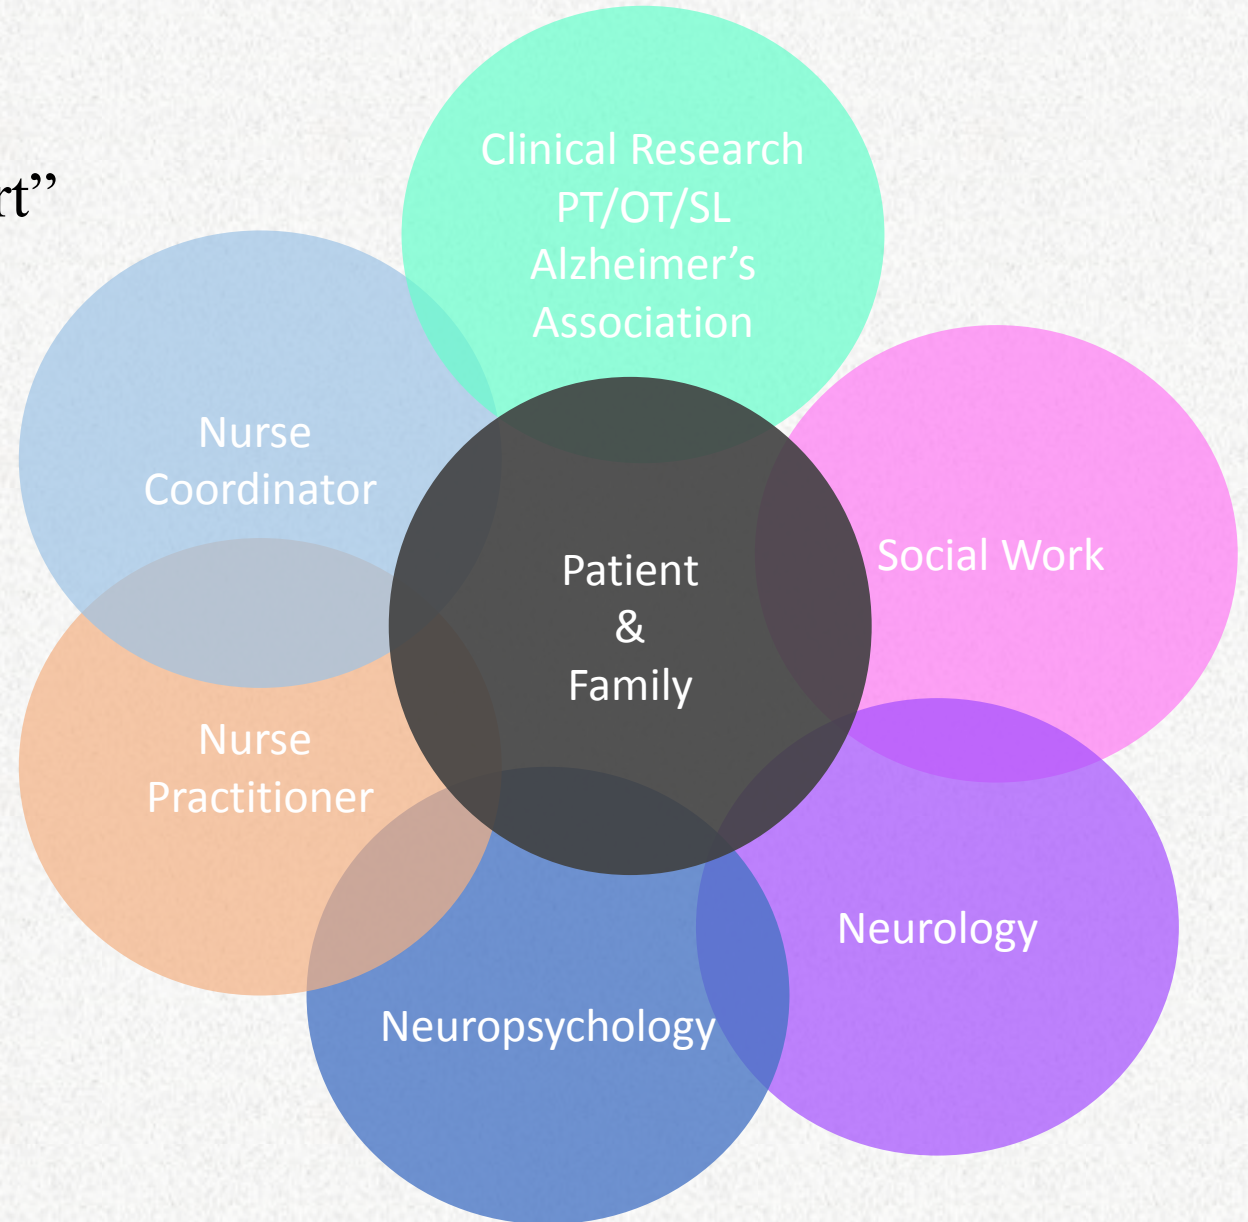 rt”
Clinical Research
PT/OT/SL
Alzheimer’s
Association
Nurse
Coordinator
Patient
&
Family
Social Work
Nurse
Practitioner
Neurology
Neuropsychology